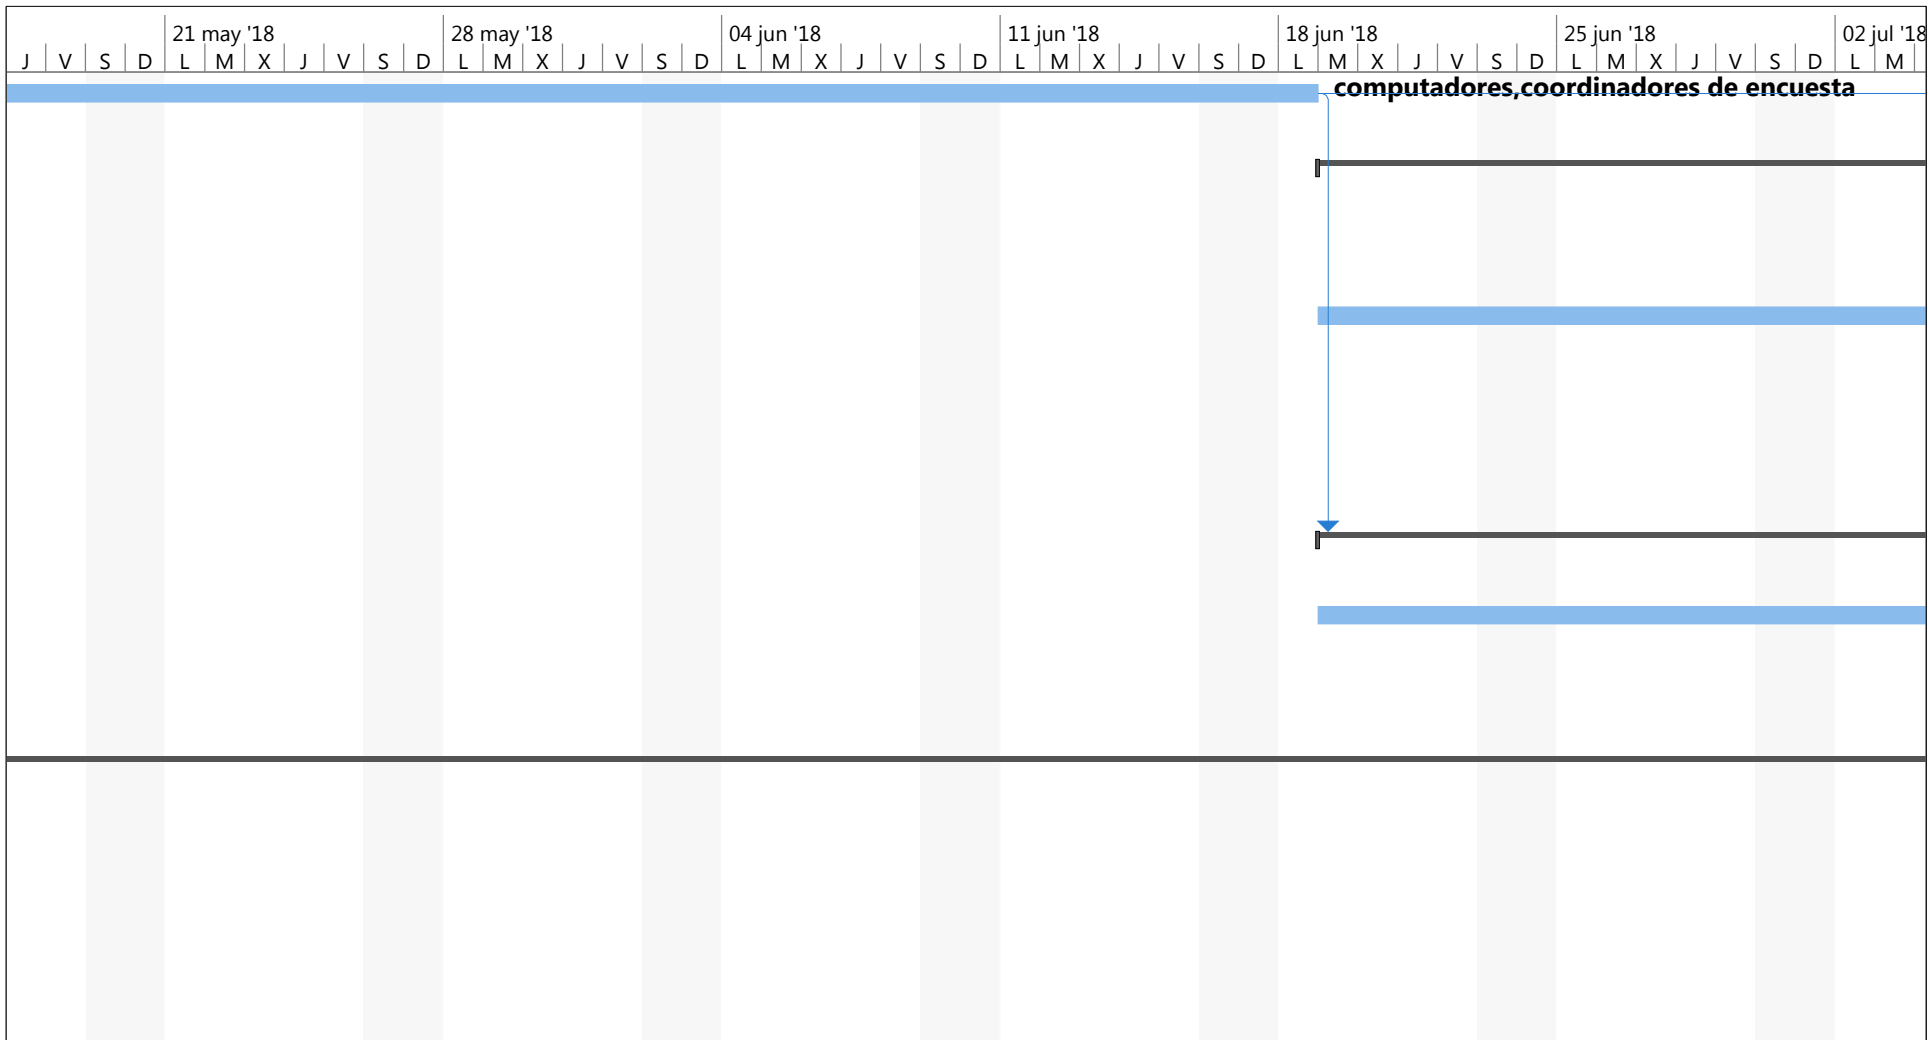 21 may '18 28 may '18 04 jun '18 11 jun '18 18 jun '18 25 jun '18 02 jul '18
J V S D L M X J V S D L M X J V S D L M X J V S D L M X J V S D L M X J V S D L M X J V S D L M
computadores,coordinadores de encuesta